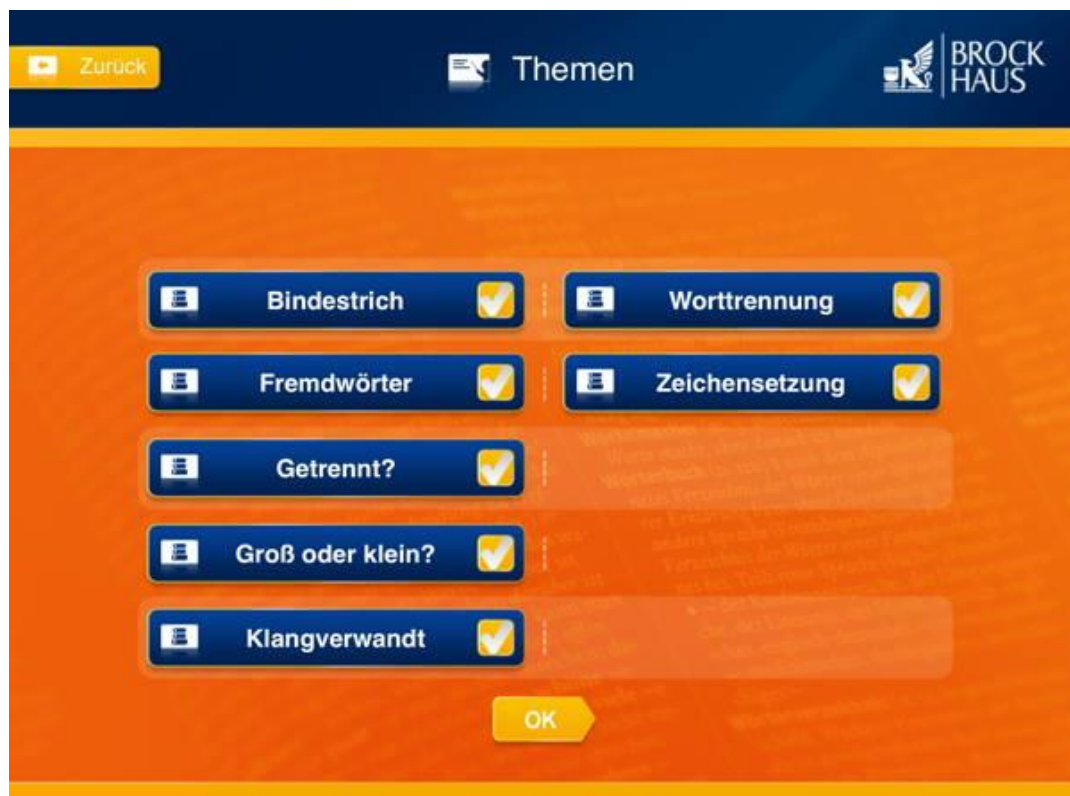 Zurück
Themen
BROCK
HAUS
Bindestrich
Worttrennung
Fremdwörter
Zeichensetzung
Getrennt?
Groß oder klein?
Klangverwandt
OK